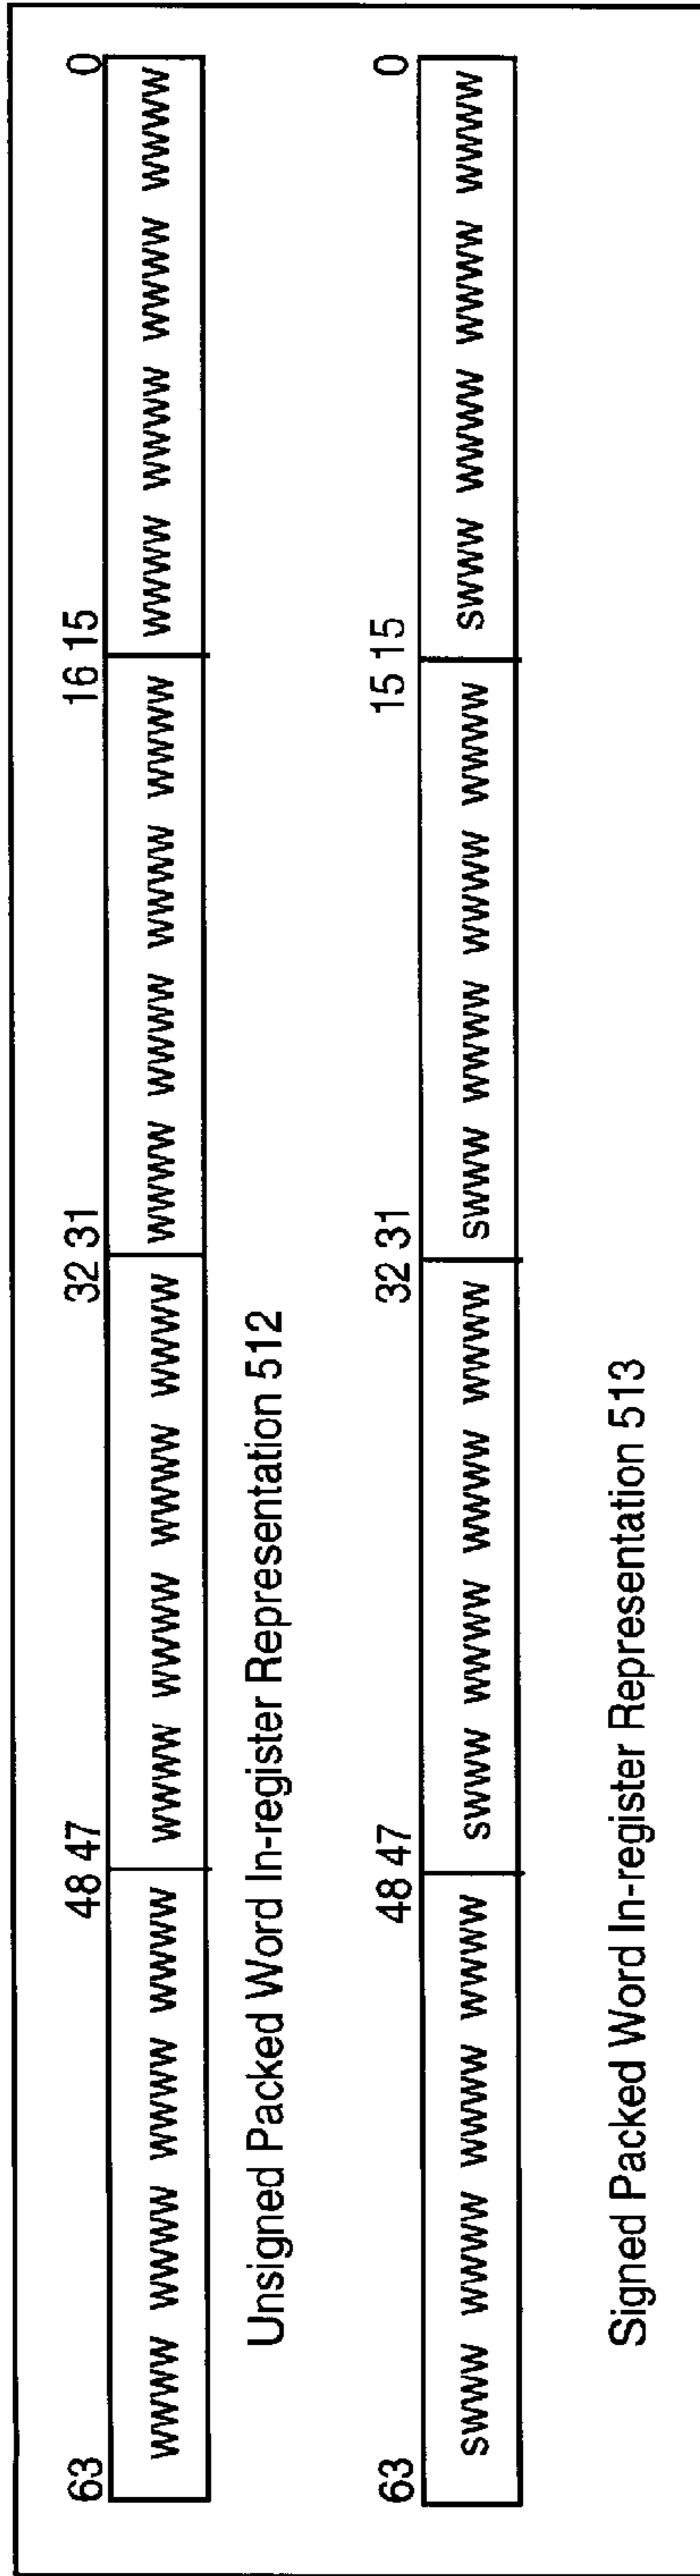 63 48 47 32 31 16 15 0
wwww wwww wwww wwww wwww wwww wwww wwww wwww wwww wwww wwww wwww wwww wwww wwww
Unsigned Packed Word In-register Representation 512
63 48 47 32 31 15 15 0
swww wwww wwww wwww swww wwww wwww wwww swww wwww wwww wwww swww wwww wwww wwww
Signed Packed Word In-register Representation 513